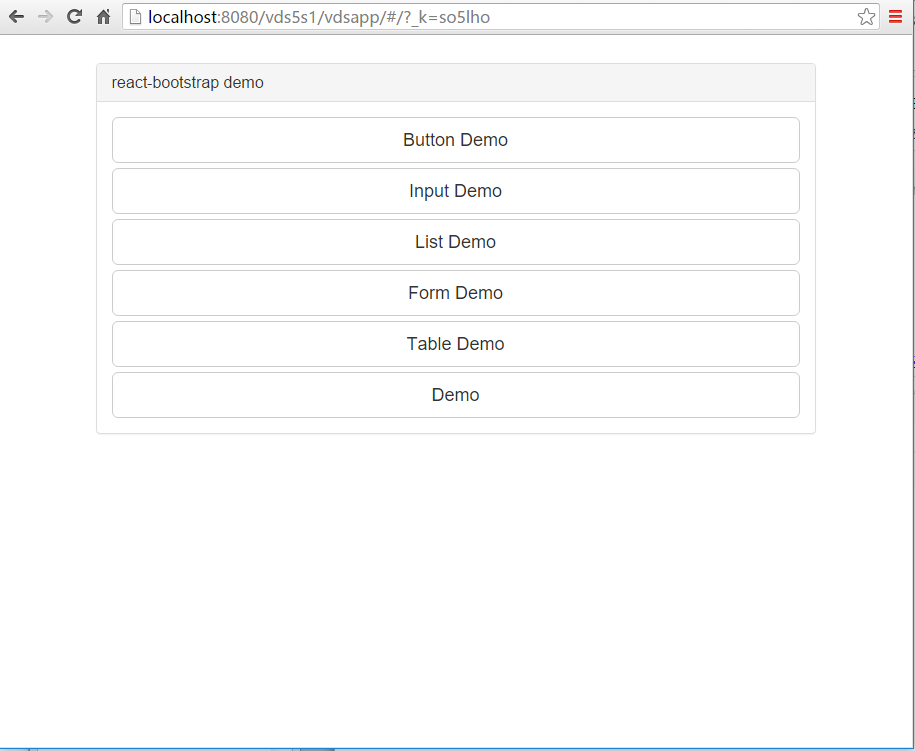 localhost:8080/vds5s1/vdsapp/#/?_k=so5lho
react-bootstrap demo
Button Demo
Input Demo
List Demo
Form Demo
Table Demo
Demo